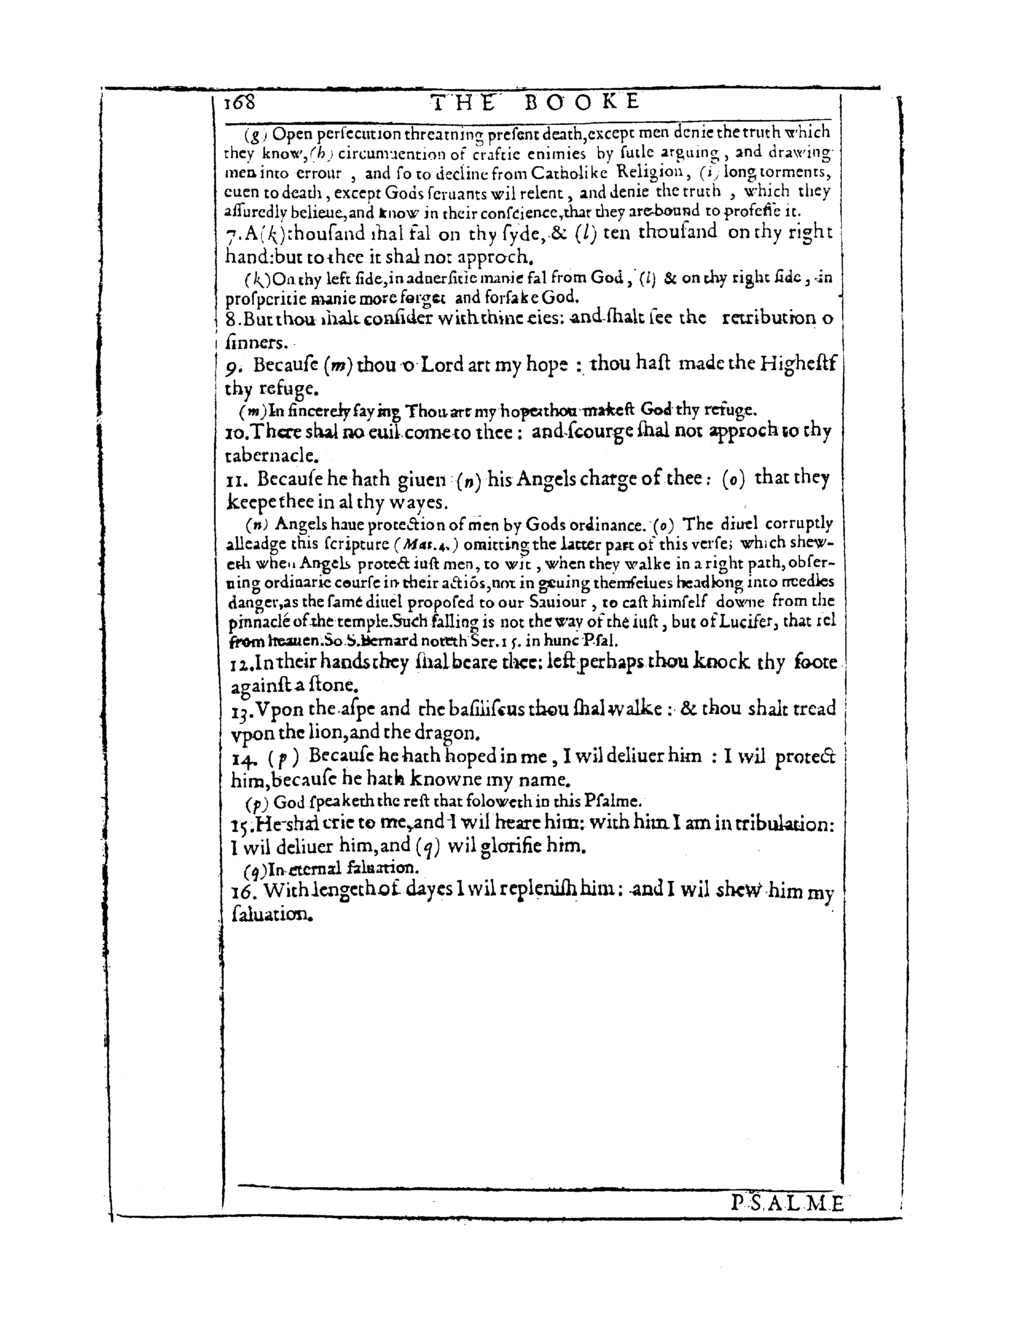 168 THE BOOKE
(g) Open perſecution threatning preſent death,except men denie the truth which
they know,(h) circumuention of craftie enimies by ſutle arguing, and drawing
men into errour, and ſo to decline from Catholike Religion, (i) long torments,
euen to death, except Gods ſeruants wil relent, and denie the truth, which they
aſſuredly belieue,and know in their conſcience,that they are bound to profeſſe it.
7.A(k)thouſand ſhal fal on thy ſyde, & (l) ten thouſand on thy right
hand:but to thee it shal not approch.
(k)On thy left ſide,in aduerſitie manie fal from God, (l) & on thy right ſide, in
proſperitie manie more forget and forſake God.
8.But thou ſhalt conſider with thine eies: and ſhalt ſee the retribution o
ſinners.
9. Becauſe (m) thou o Lord art my hope: thou haſt made the Higheſtf
thy refuge.
(m)In ſincerely ſaying Thou art my hope:thou makeſt God thy refuge.
10.There shal no euil come to thee: and ſcourge ſhal not approch to thy
tabernacle.
11. Becauſe he hath giuen (n) his Angels charge of thee: (o) that they
keepe thee in al thy wayes.
(n) Angels haue protection of men by Gods ordinance. (o) The diuel corruptly
alleadge this ſcripture (Mat.4.) omitting the latter part of this verſe; which shew-
eth when Angels protect iuſt men, to wit, when they walke in a right path, obſer-
uing ordinarie courſe in their actiõs,not in geuing themſelues headlong into needles
danger,as the ſame diuel propoſed to our Sauiour, to caſt himſelf downe from the
pinnacle of the temple.Such falling is not the way of the iuſt, but of Lucifer, that fel
from heauen.So S.Bernard noteth Ser.15. in hunc Pſal.
12.In their hands they ſhal beare thee: leſt perhaps thou knock thy foote
againſt a ſtone.
13.Vpon the aſpe and the baſiliſcus thou ſhal walke: & thou shalt tread
vpon the lion,and the dragon.
14. (p) Becauſe he hath hoped in me, I wil deliuer him: I wil protect
him,becauſe he hath knowne my name.
(p) God ſpeaketh the reſt that foloweth in this Pſalme.
15.He shal crie to me,and I wil heare him: with him I am in tribulation:
I wil deliuer him,and (q) wil glorifie him.
(q)In eternal ſaluation.
16. With lengeth of dayes I wil repleniſh him: and I wil shew him my
ſaluation.
PSALME